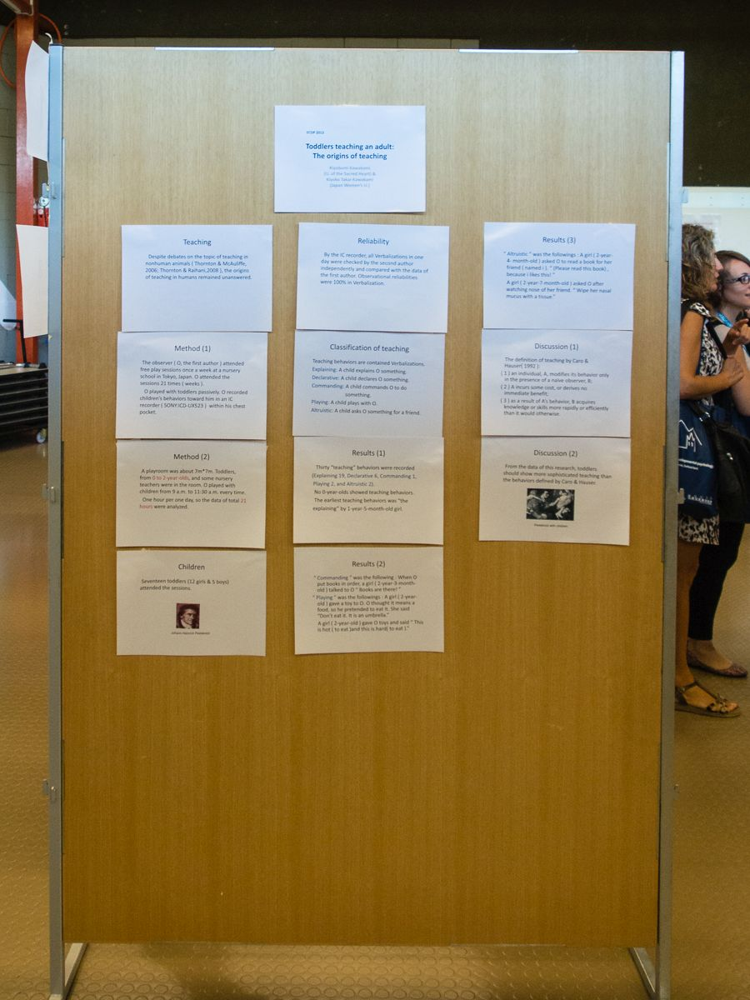 ECDP 2013
Toddlers teaching an adult:
The origins of teaching
Kiyobumi Kawakami
(U. of the Sacred Heart) &
Kiyoko Takai-Kawakami
(Japan Women's U.)
Teaching
Despite debates on the topic of teaching in
nonhuman animals ( Thornton & McAuliffe,
2006; Thornton & Raihani,2008 ), the origins
of teaching in humans remained unanswered.
Method (1)
The observer ( O, the first author ) attended
free play sessions once a week at a nursery
school in Tokyo, Japan. O attended the
sessions 21 times ( weeks ).
O played with toddlers passively. O recorded
children's behaviors toward him in an IC
recorder ( SONY:ICD-UX523 ) within his chest
pocket.
Method (2)
A playroom was about 7m*7m. Toddlers,
from 0 to 2-year-olds, and some nursery
teachers were in the room. O played with
children from 9 a.m. to 11:30 a.m. every time.
One hour per one day, so the data of total 21
hours were analyzed.
Children
Seventeen toddlers (12 girls & 5 boys)
attended the sessions.
Johann Heinrich Pestalozzi
Reliability
By the IC recorder, all Verbalizations in one
day were checked by the second author
independently and compared with the data of
the first author. Observational reliabilities
were 100% in Verbalization.
Classification of teaching
Teaching behaviors are contained Verbalizations.
Explaining: A child explains O something.
Declarative: A child declares O something.
Commanding: A child commands O to do
something.
Playing: A child plays with O.
Altruistic: A child asks O something for a friend.
Results (1)
Thirty "teaching" behaviors were recorded
(Explaining 19, Declarative 6, Commanding 1,
Playing 2, and Altruistic 2).
No 0-year-olds showed teaching behaviors.
The earliest teaching behaviors was "the
explaining" by 1-year-5-month-old girl.
Results (2)
" Commanding " was the following : When O
put books in order, a girl ( 2-year-3-month-
old ) talked to O " Books are there! "
" Playing " was the followings : A girl ( 2-year-
old ) gave a toy to O. O thought it means a
food, so he pretended to eat it. She said
"Don't eat it. It is an umbrella."
A girl ( 2-year-old ) gave O toys and said " This
is hot ( to eat )and this is hard( to eat )."
Results (3)
" Altruistic " was the followings : A girl ( 2-year-
4- month-old ) asked O to read a book for her
friend ( named i ). " (Please read this book),
because i likes this! "
A girl ( 2-year-7-month-old ) asked O after
watching nose of her friend. " Wipe her nasal
mucus with a tissue."
Discussion (1)
The definition of teaching by Caro &
Hauser( 1992 ):
( 1 ) an individual, A, modifies its behavior only
in the presence of a naive observer, B;
( 2 ) A incurs some cost, or derives no
immediate benefit;
( 3 ) as a result of A's behavior, B acquires
knowledge or skills more rapidly or efficiently
than it would otherwise.
Discussion (2)
From the data of this research, toddlers
should show more sophisticated teaching than
the behaviors defined by Caro & Hauser.
Pestalozzi with children